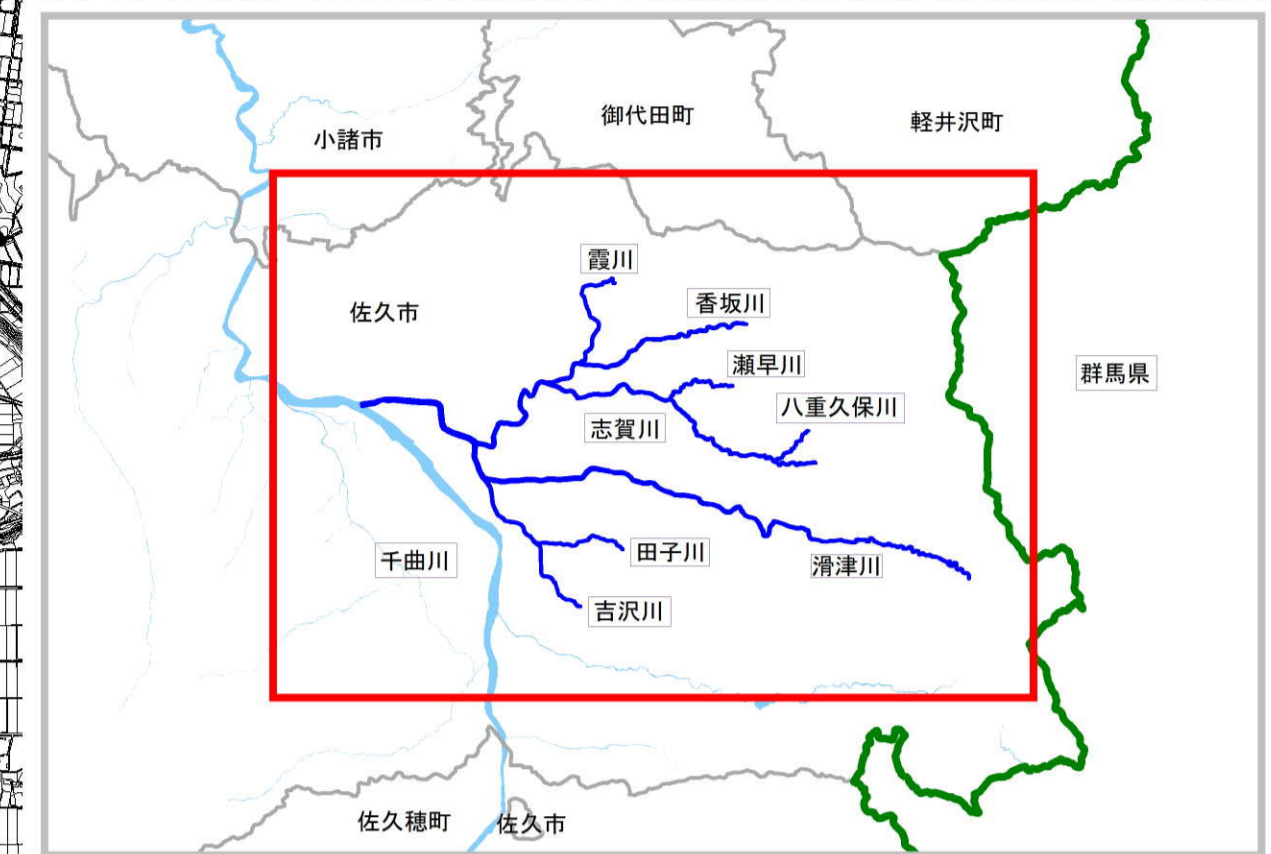 御代田町
軽井沢町
小諸市
霞川
香坂川
佐久市
瀬早川
群馬県
八重久保川
志賀川
田子川
千曲川
滑津川
吉沢川
佐久穂町
佐久市